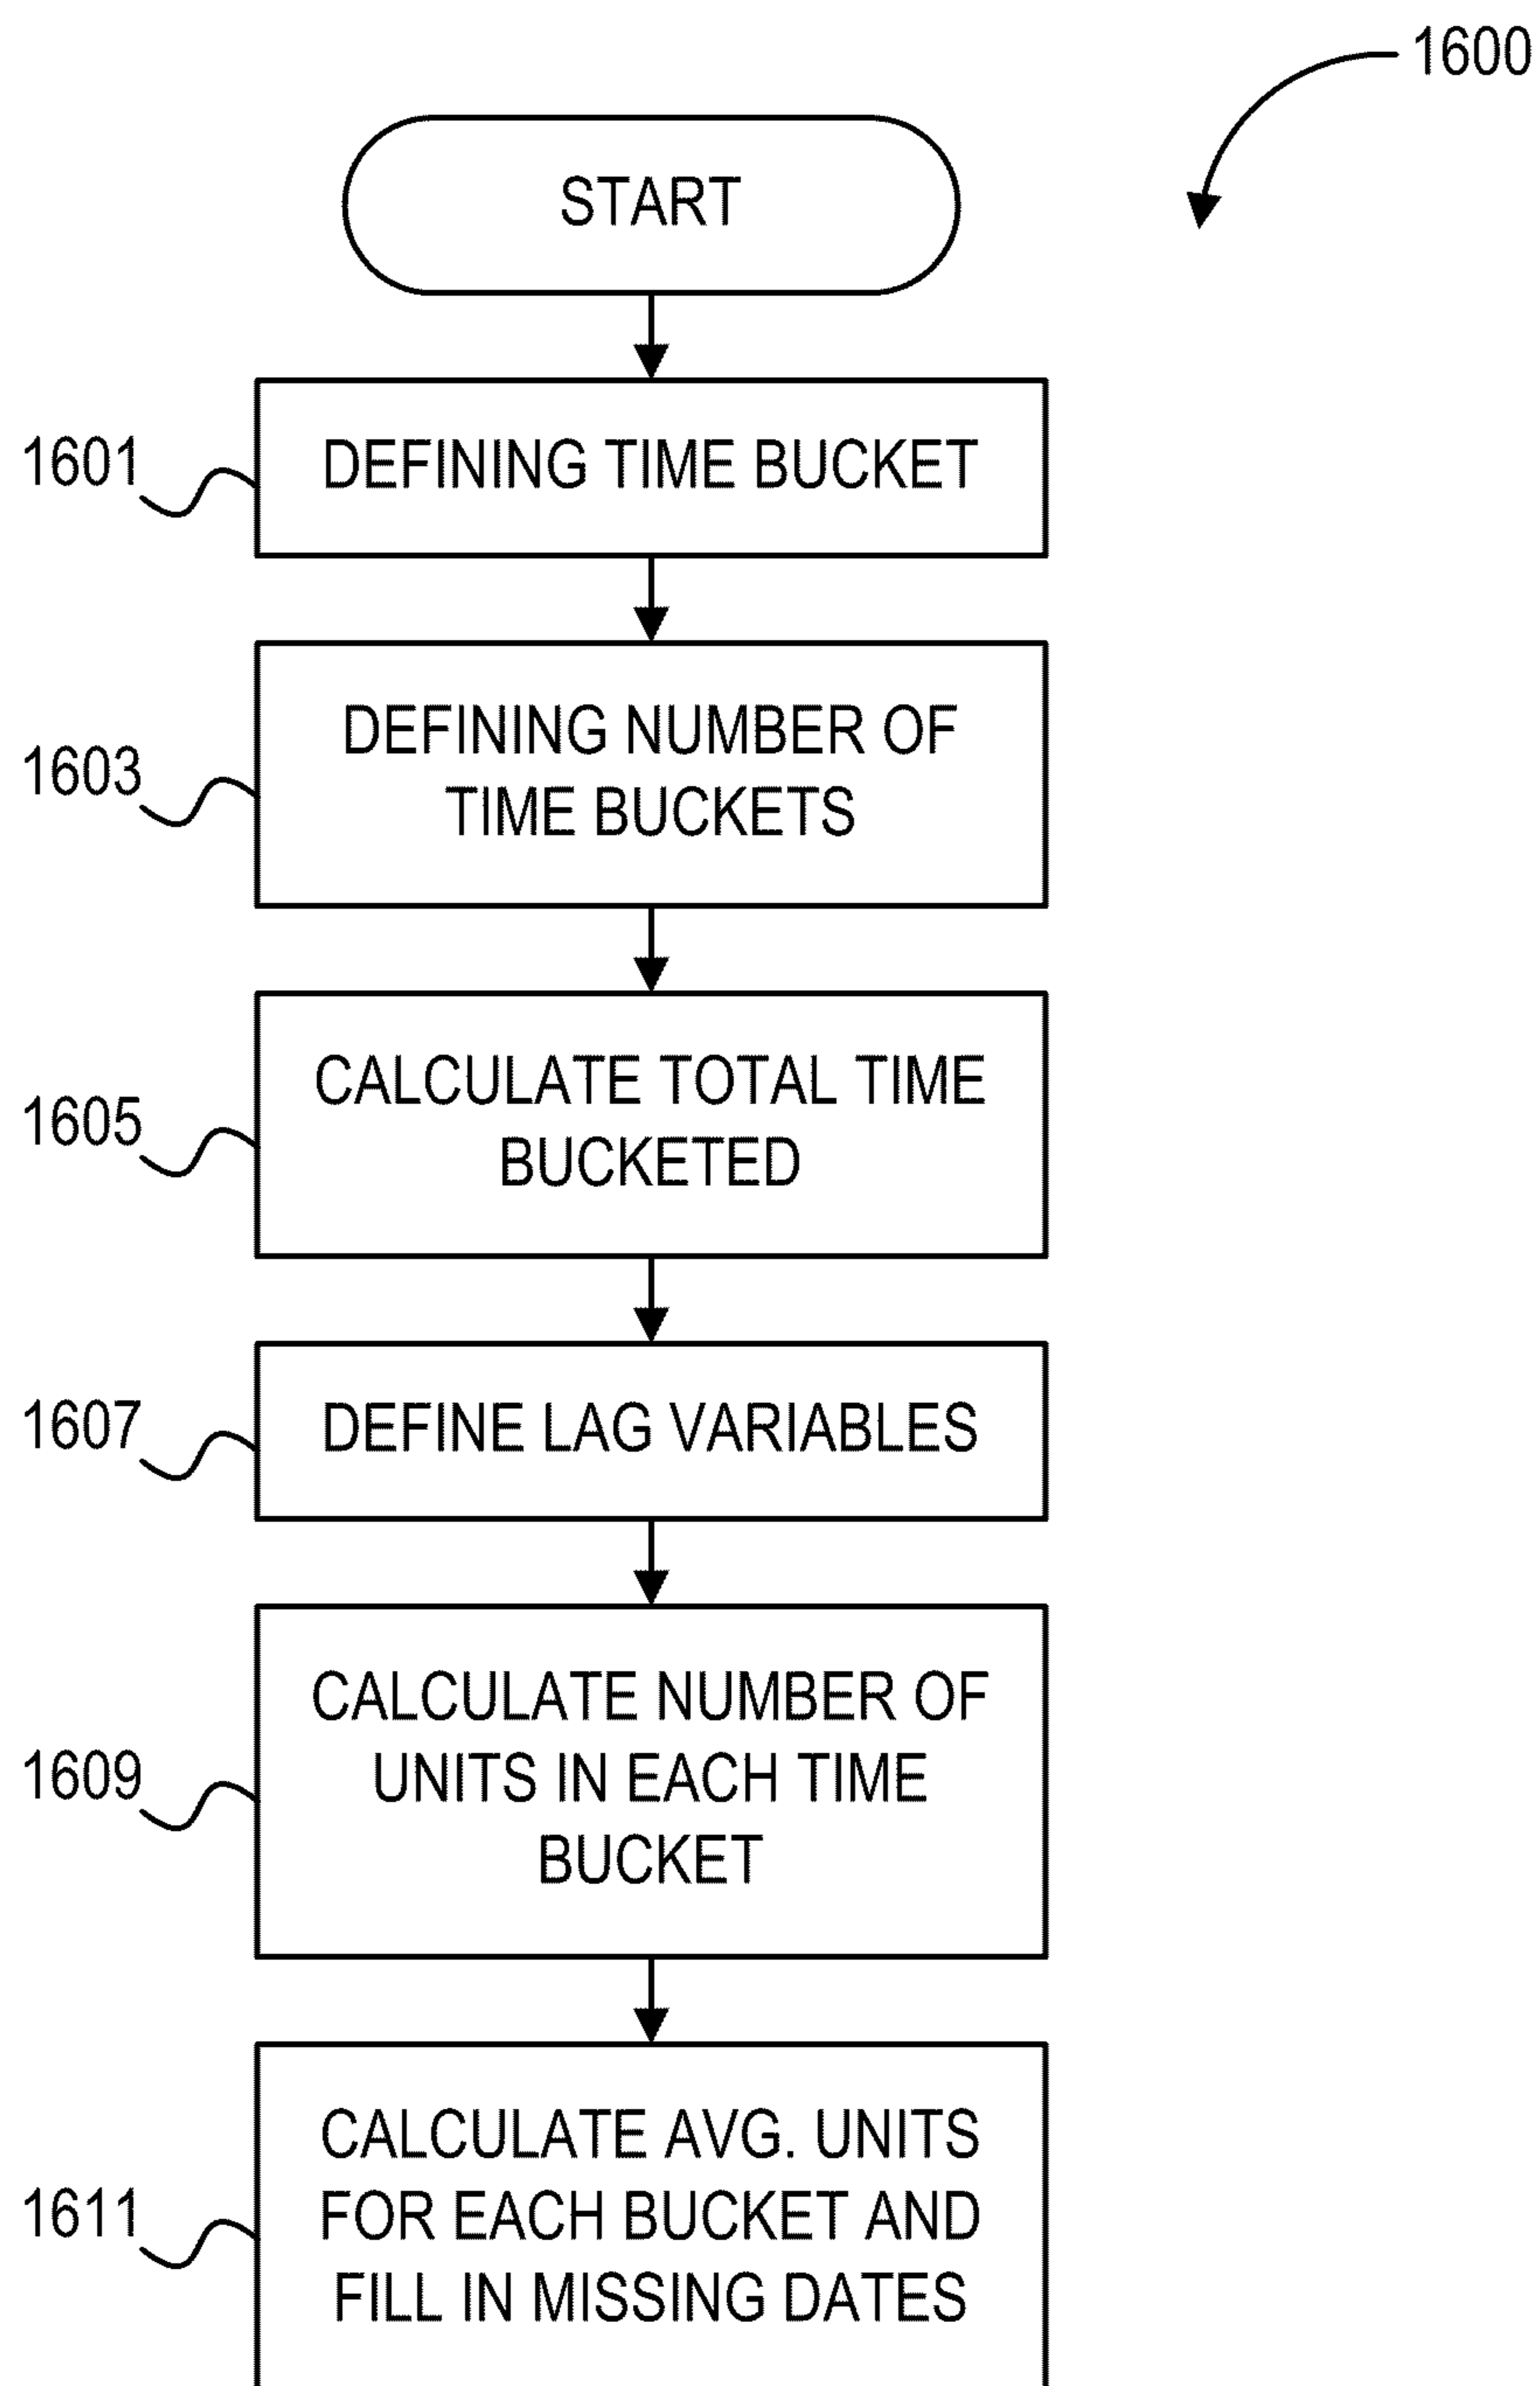 1600
START
1601
DEFINING TIME BUCKET
1603
DEFINING NUMBER OF
TIME BUCKETS
1605
CALCULATE TOTAL TIME
BUCKETED
1607
DEFINE LAG VARIABLES
1609
CALCULATE NUMBER OF
UNITS IN EACH TIME
BUCKET
1611
CALCULATE AVG. UNITS
FOR EACH BUCKET AND
FILL IN MISSING DATES